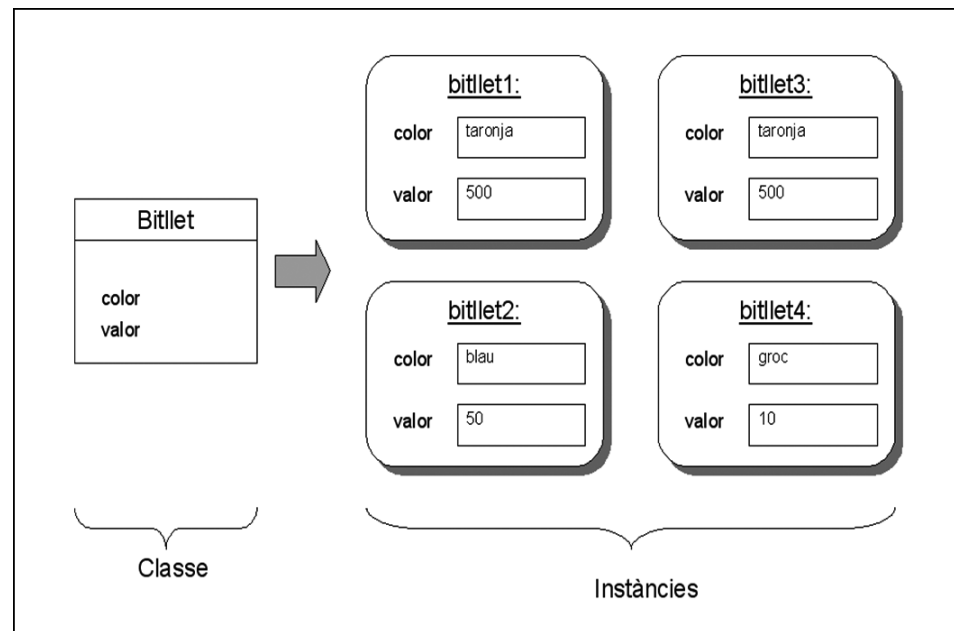 Bitllet
color
valor
bitllet1:
color taronja
valor 500
bitllet3:
color taronja
valor 500
bitllet2:
color blau
valor 50
bitllet4:
color groc
valor 10
Classe
Instàncies